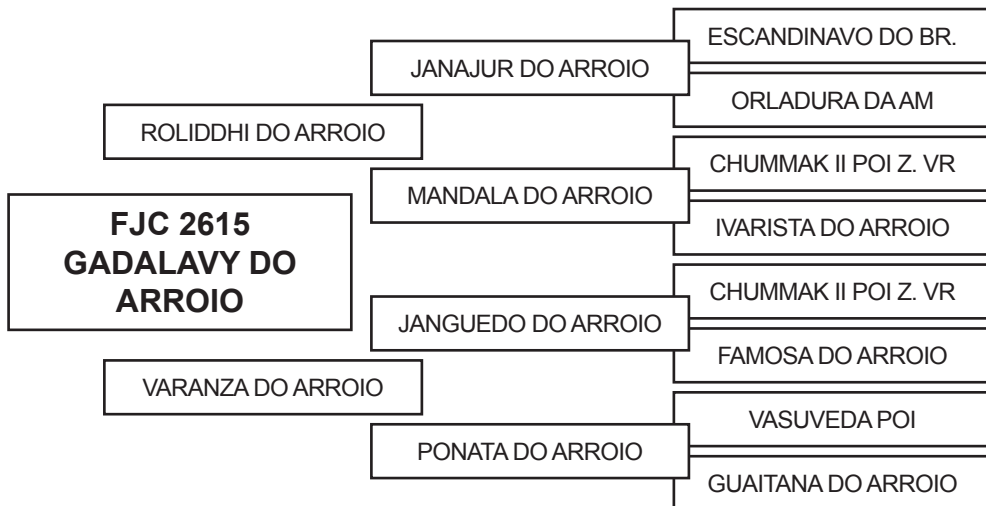 ESCANDINAVO DO BR.
JANAJUR DO ARROIO
ORLADURA DA AM
ROLIDDHI DO ARROIO
CHUMMAK II POI Z. VR
MANDALA DO ARROIO
IVARISTA DO ARROIO
FJC 2615
GADALAVY DO
ARROIO
CHUMMAK II POI Z. VR
JANGUEDO DO ARROIO
FAMOSA DO ARROIO
VARANZA DO ARROIO
VASUVEDA POI
PONATA DO ARROIO
GUAITANA DO ARROIO